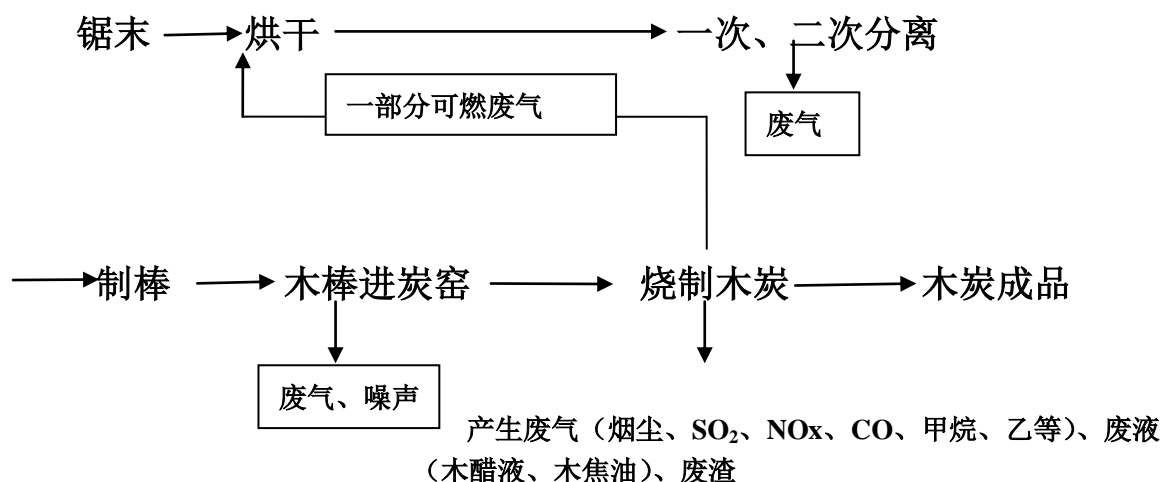 锯末 烘干 一次、二次分离
一部分可燃废气
废气
制棒 木棒进炭窑 烧制木炭 木炭成品
废气、噪声
产生废气（烟尘、SO₂、NOx、CO、甲烷、乙等）、废液
（木醋液、木焦油）、废渣